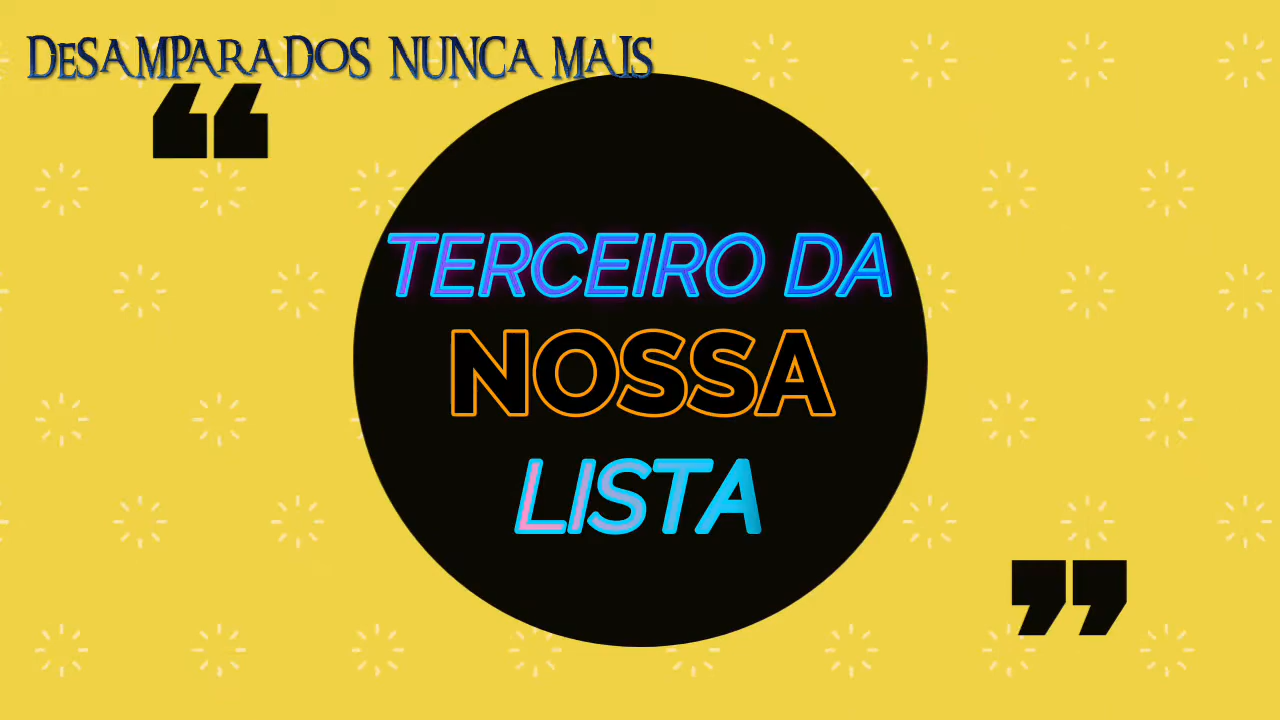 DESAMPARADOS NUNCA MAIS
“
TERCEIRO DA
NOSSA
LISTA
”